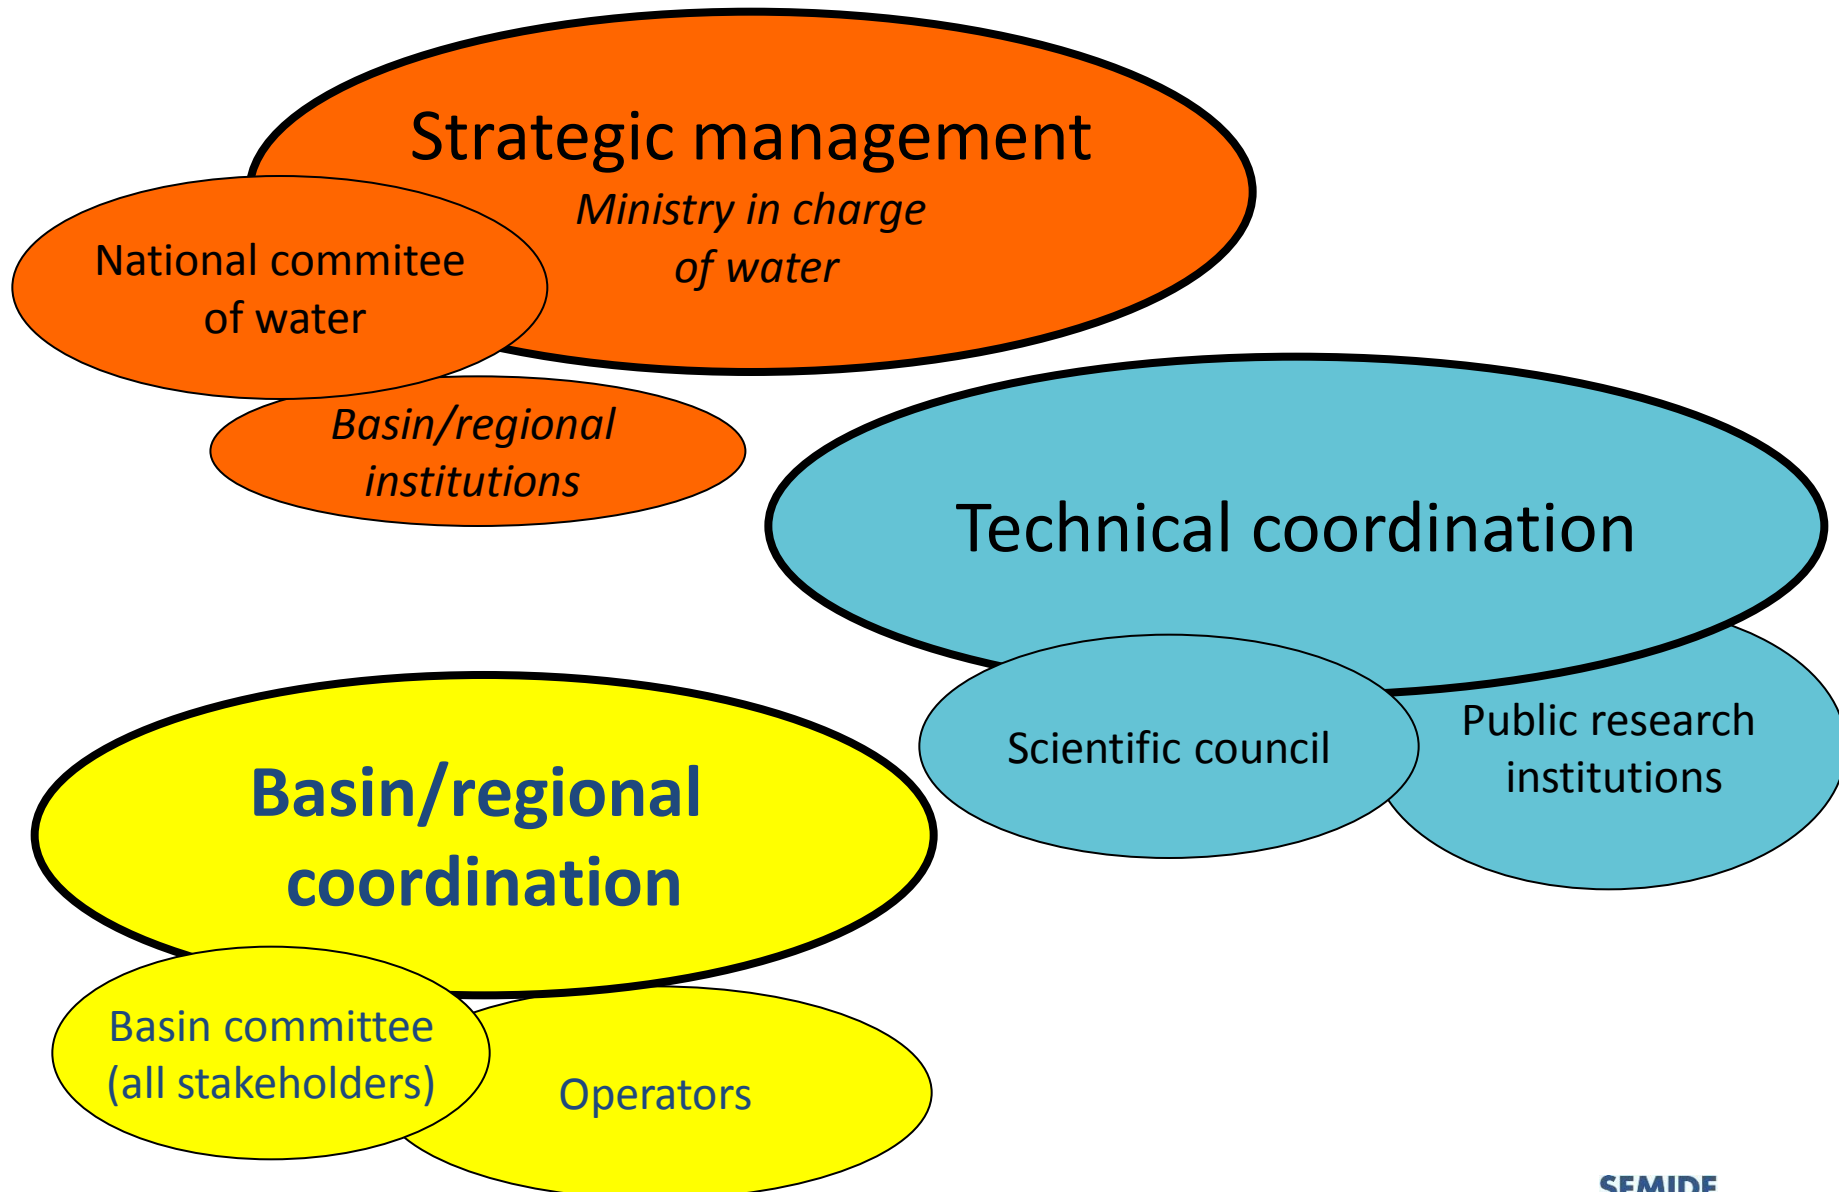 Strategic management
Ministry in charge
of water
National commitee
of water
Basin/regional
institutions
Technical coordination
Scientific council
Public research
institutions
Basin/regional
coordination
Basin committee
(all stakeholders)
Operators
SEMIDE